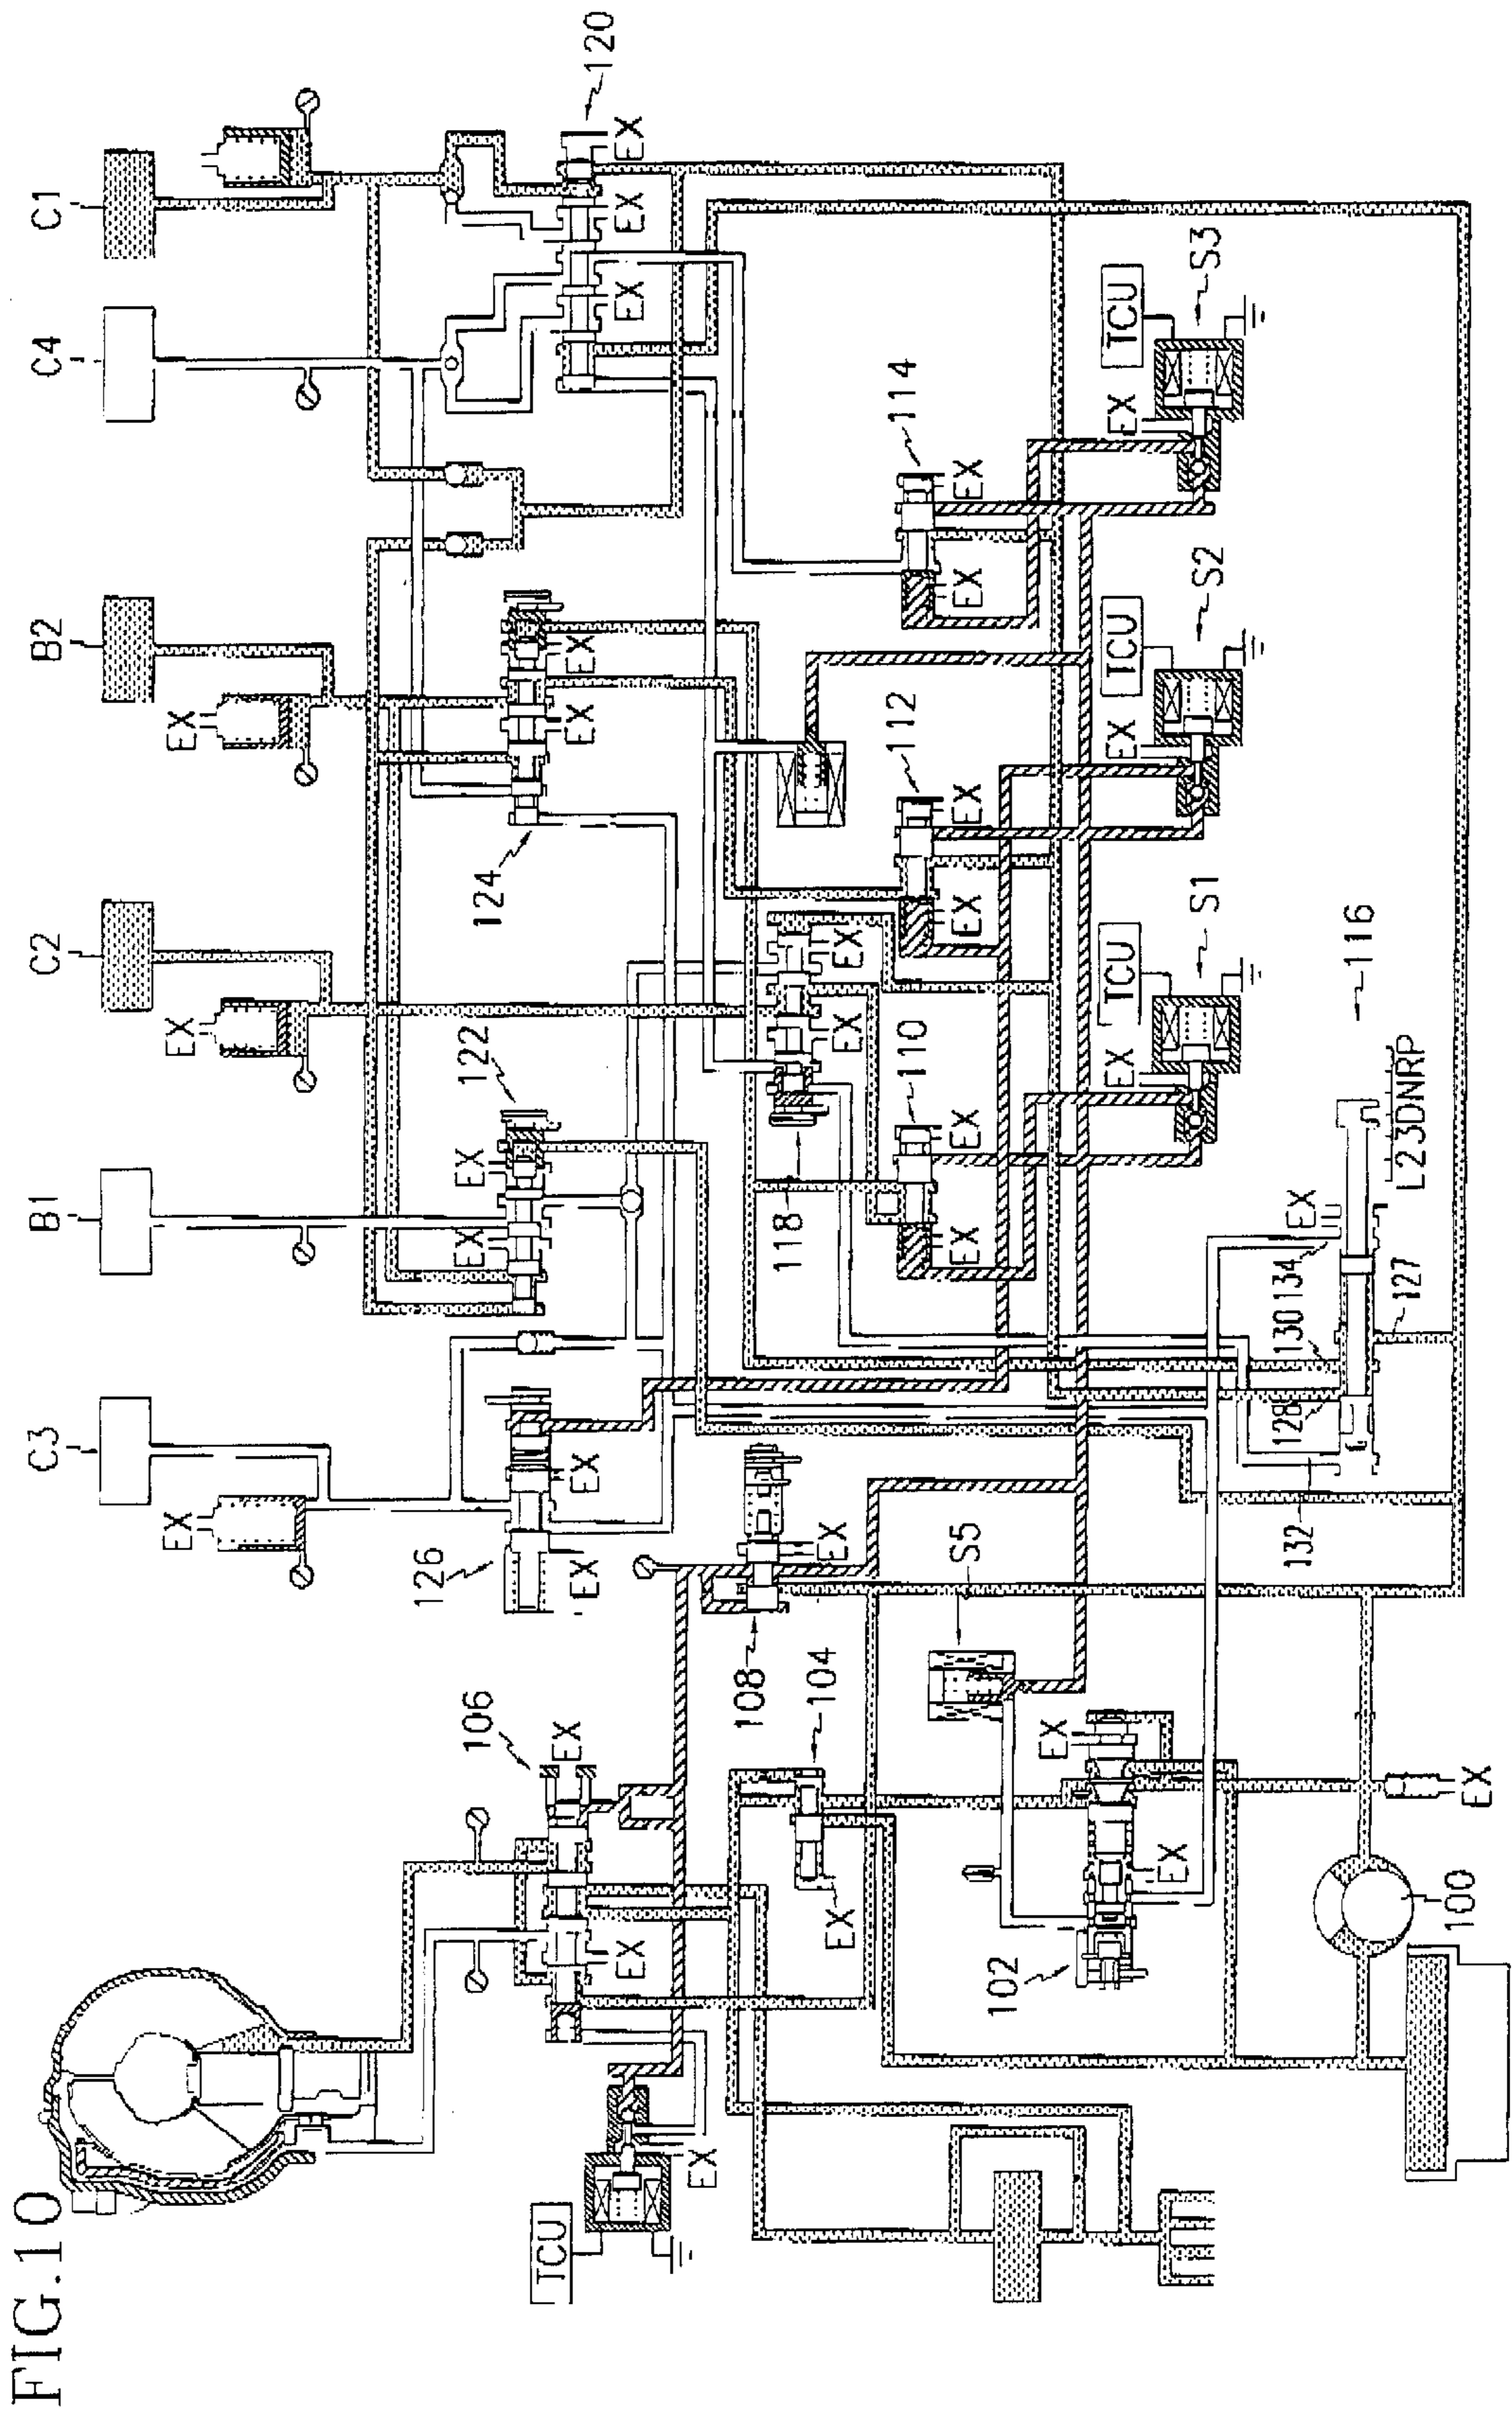 FIG.10
C3
B1
C2
B2
C4
C1
EX
EX
EX
EX
120
EX
EX
EX
126
EX
EX
122
EX
EX
124
EX
EX
106
EX
EX
TCU
EX
108
EX
104
EX
118
EX
EX
110
EX
EX
112
EX
EX
114
EX
EX
S5
102
EX
EX
TCU
EX
S1
TCU
EX
S2
TCU
EX
S3
116
L23DNRP
EX
134
130
128
132
127
100
EX